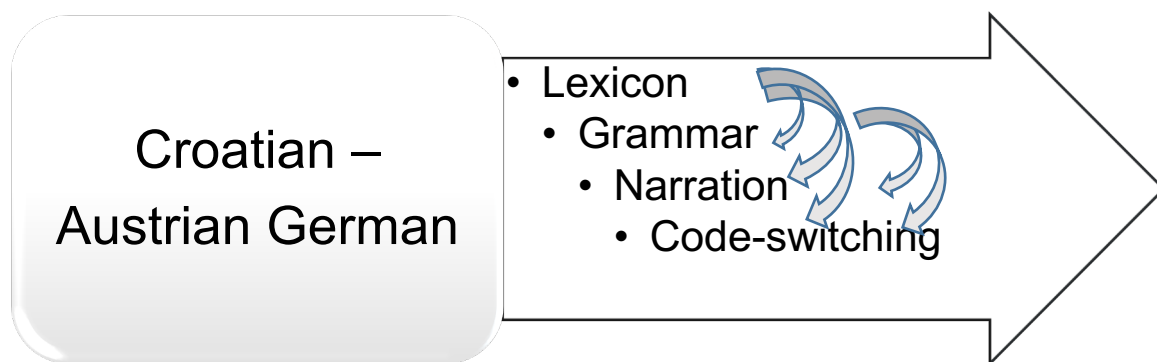 Croatian –
Austrian German
• Lexicon
• Grammar
• Narration
• Code-switching